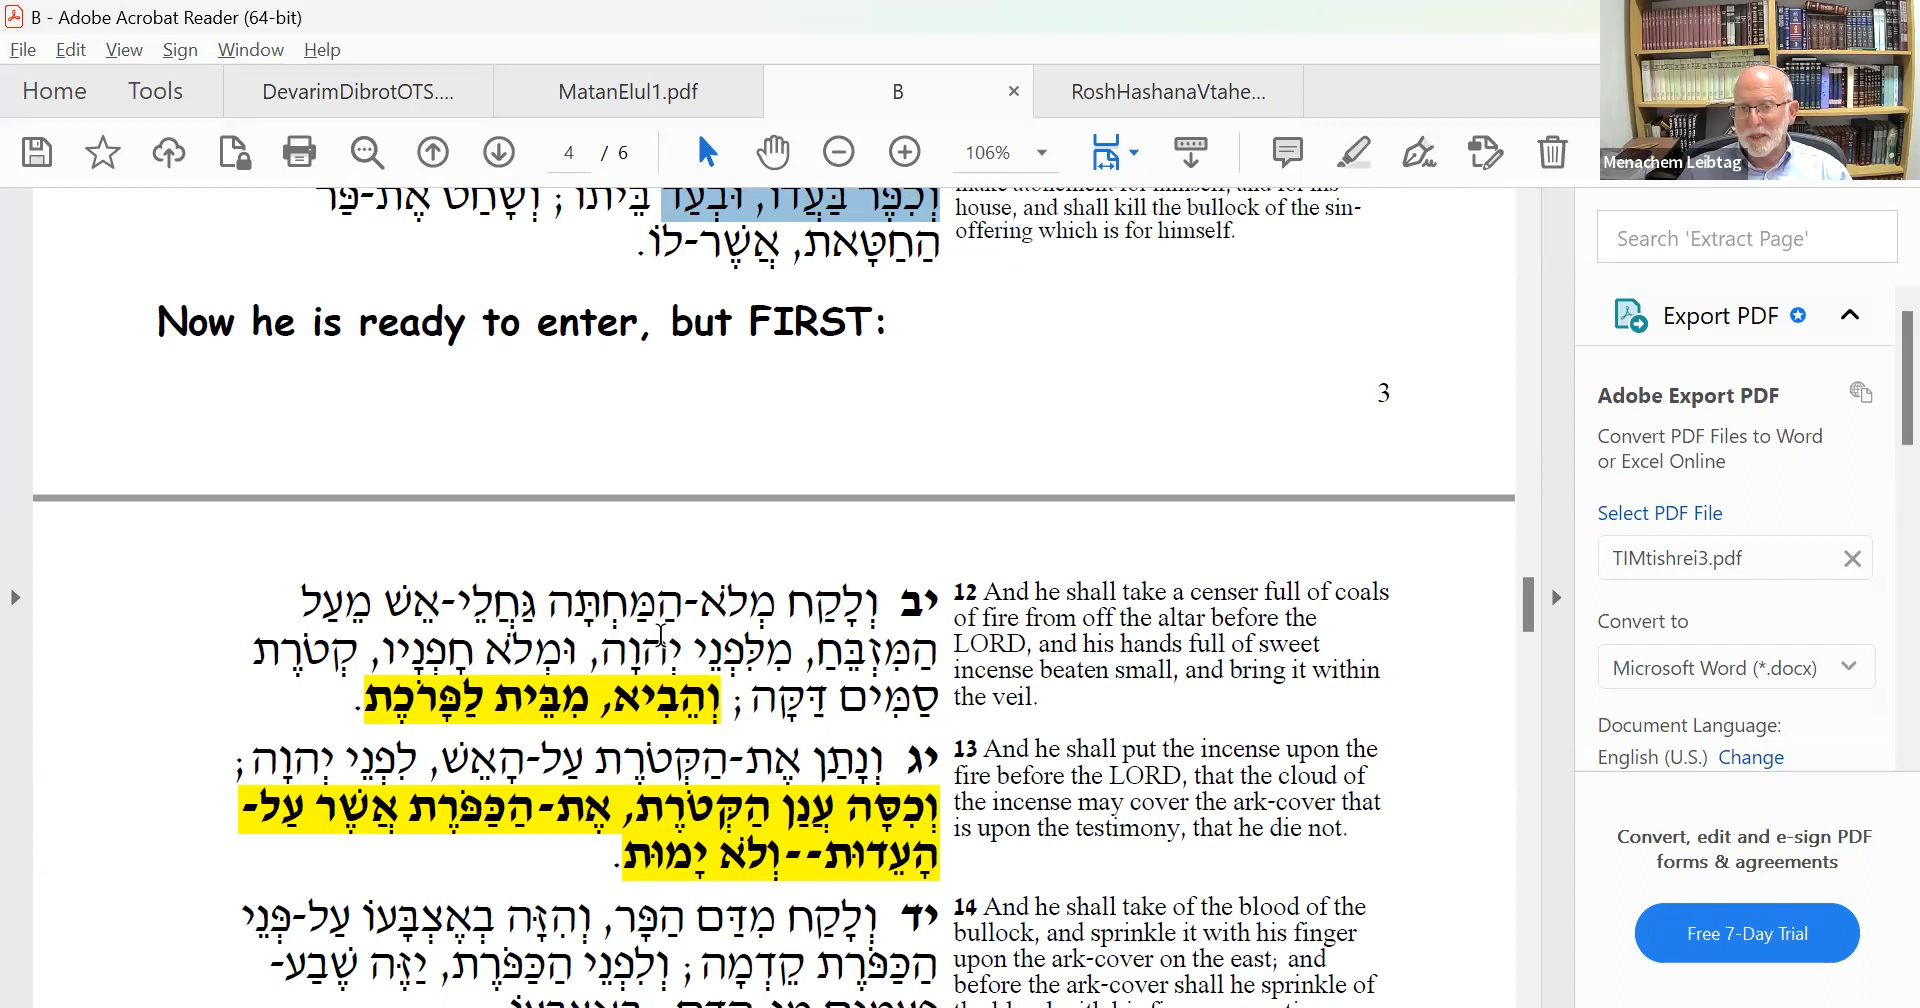 B - Adobe Acrobat Reader (64-bit)
File Edit View Sign Window Help
Home Tools DevarimDibrotOTS.... MatanElul1.pdf B × RoshHashanaVtahe...
4 / 6 106%
Menachem Leibtag
וְכִפֶּר בַּעֲדוֹ, וּבְעַד בֵּיתוֹ; וְשָׁחַט אֶת-פַּר
הַחַטָּאת, אֲשֶׁר-לוֹ.
make atonement for himself, and for his
house, and shall kill the bullock of the sin-
offering which is for himself.
Now he is ready to enter, but FIRST:
3
יב וְלָקַח מְלֹא-הַמַּחְתָּה גַּחֲלֵי-אֵשׁ מֵעַל
הַמִּזְבֵּחַ, מִלִּפְנֵי יְהוָה, וּמְלֹא חָפְנָיו, קְטֹרֶת
סַמִּים דַּקָּה; וְהֵבִיא, מִבֵּית לַפָּרֹכֶת.
12 And he shall take a censer full of coals
of fire from off the altar before the
LORD, and his hands full of sweet
incense beaten small, and bring it within
the veil.
יג וְנָתַן אֶת-הַקְּטֹרֶת עַל-הָאֵשׁ, לִפְנֵי יְהוָה;
וְכִסָּה עֲנַן הַקְּטֹרֶת, אֶת-הַכַּפֹּרֶת אֲשֶׁר עַל-
הָעֵדוּת--וְלֹא יָמוּת.
13 And he shall put the incense upon the
fire before the LORD, that the cloud of
the incense may cover the ark-cover that
is upon the testimony, that he die not.
יד וְלָקַח מִדַּם הַפָּר, וְהִזָּה בְאֶצְבָּעוֹ עַל-פְּנֵי
הַכַּפֹּרֶת קֵדְמָה; וְלִפְנֵי הַכַּפֹּרֶת, יַזֶּה שֶׁבַע-
14 And he shall take of the blood of the
bullock, and sprinkle it with his finger
upon the ark-cover on the east; and
before the ark-cover shall he sprinkle of
Search 'Extract Page'
Export PDF
Adobe Export PDF
Convert PDF Files to Word
or Excel Online
Select PDF File
TIMtishrei3.pdf
Convert to
Microsoft Word (*.docx)
Document Language:
English (U.S.) Change
Convert, edit and e-sign PDF
forms & agreements
Free 7-Day Trial